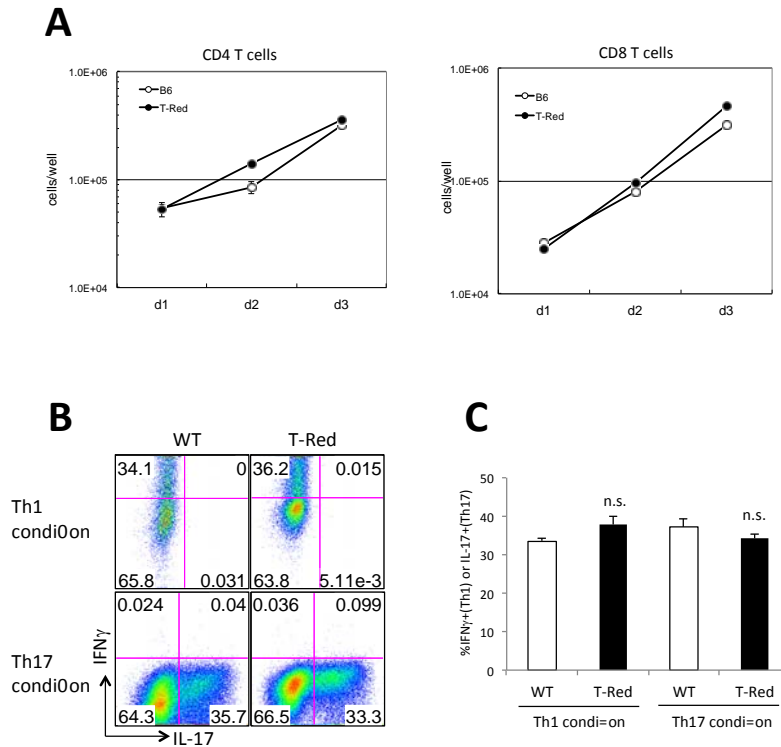 A
CD4 T cells
1.0E+06
1.0E+05
1.0E+04
cells/well
B6
T-Red
d1 d2 d3
CD8 T cells
1.0E+06
1.0E+05
1.0E+04
cells/well
B6
T-Red
d1 d2 d3
B
WT T-Red
Th1
condi0on
34.1 0
65.8 0.031
36.2 0.015
63.8 5.11e-3
Th17
condi0on
0.024 0.04
64.3 35.7
0.036 0.099
66.5 33.3
IFNγ
IL-17
C
%IFNγ+(Th1) or IL-17+(Th17)
50
40
30
20
10
0
n.s.
n.s.
WT T-Red WT T-Red
Th1 condi=on Th17 condi=on